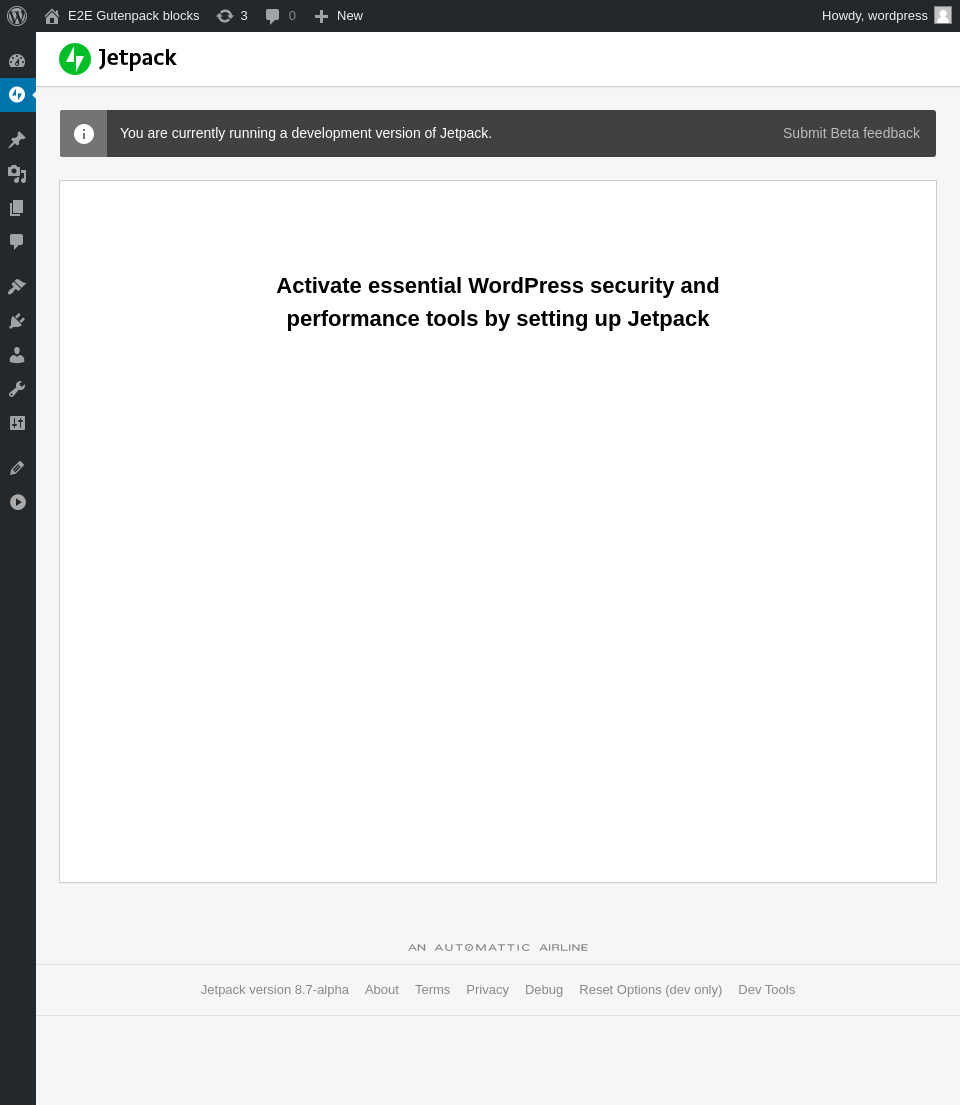 E2E Gutenpack blocks 3 0 New Howdy, wordpress
Jetpack
You are currently running a development version of Jetpack. Submit Beta feedback
Activate essential WordPress security and
performance tools by setting up Jetpack
AN AUTOMATTIC AIRLINE
Jetpack version 8.7-alpha About Terms Privacy Debug Reset Options (dev only) Dev Tools